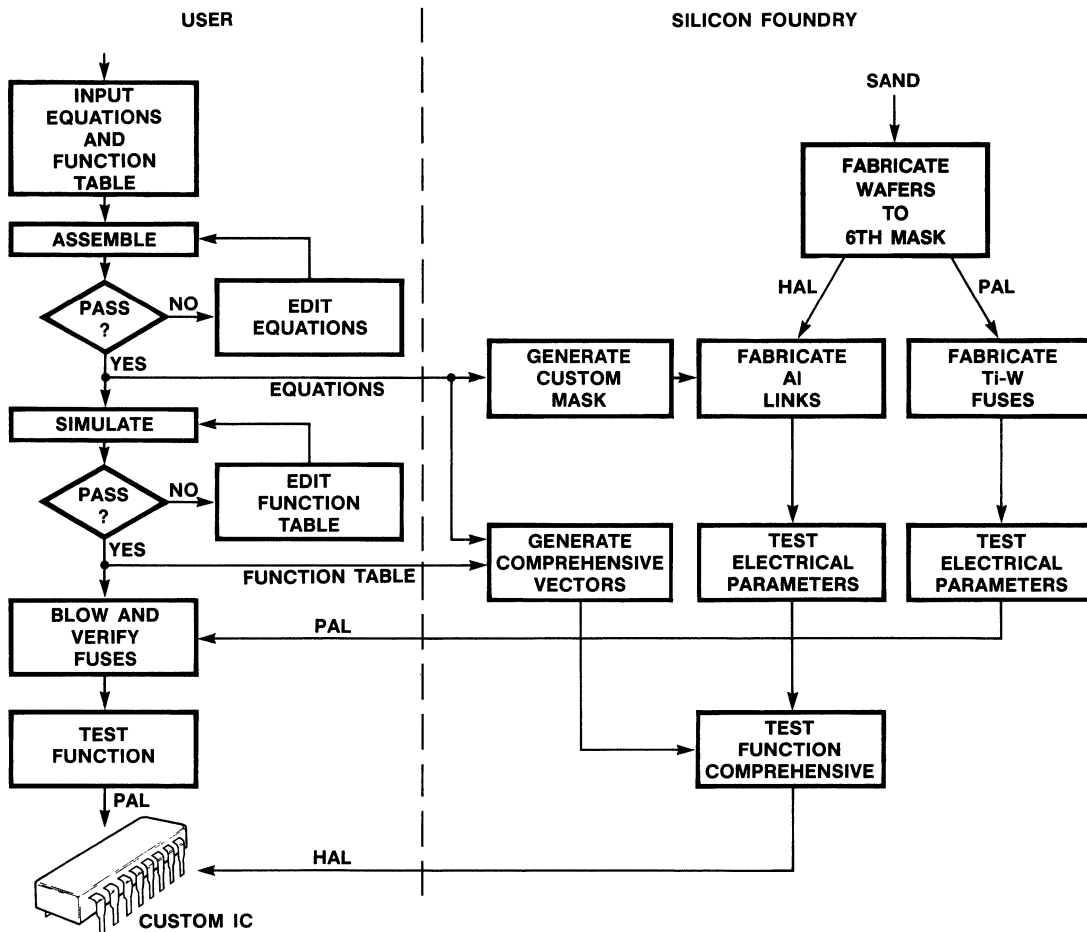 USER
SILICON FOUNDRY
INPUT
EQUATIONS
AND
FUNCTION
TABLE
ASSEMBLE
PASS
?
NO
EDIT
EQUATIONS
YES
EQUATIONS
SIMULATE
PASS
?
NO
EDIT
FUNCTION
TABLE
YES
FUNCTION TABLE
BLOW AND
VERIFY
FUSES
PAL
TEST
FUNCTION
PAL
HAL
CUSTOM IC
SAND
FABRICATE
WAFERS
TO
6TH MASK
HAL
PAL
GENERATE
CUSTOM
MASK
FABRICATE
Al
LINKS
FABRICATE
Ti-W
FUSES
GENERATE
COMPREHENSIVE
VECTORS
TEST
ELECTRICAL
PARAMETERS
TEST
ELECTRICAL
PARAMETERS
TEST
FUNCTION
COMPREHENSIVE